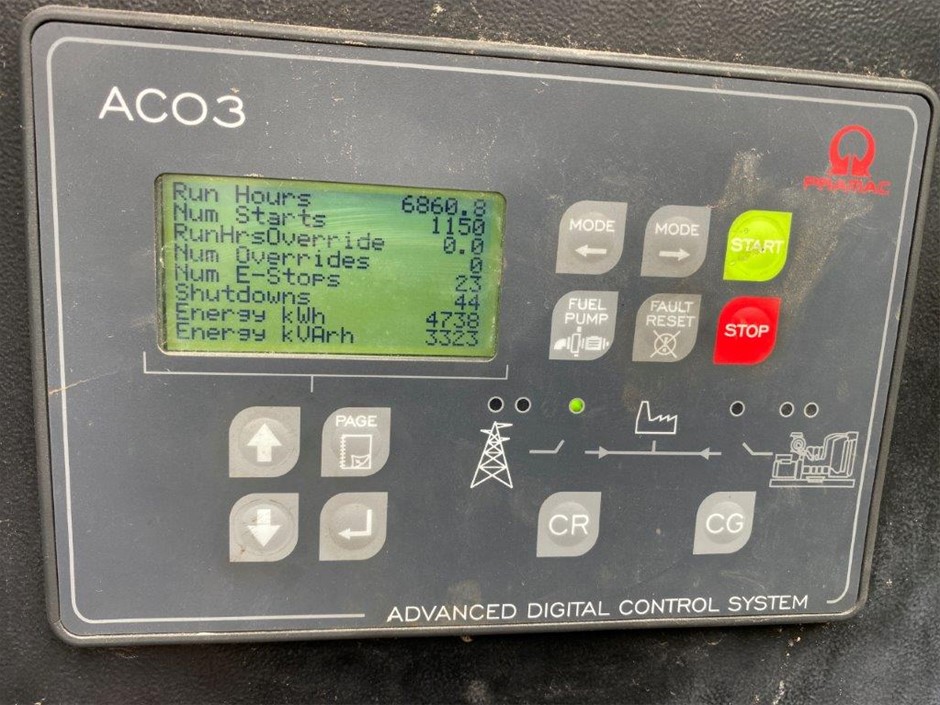 ACO3
PRAMAC
Run Hours 6860.8
Num Starts 1150
RunHrsOverride 0.0
Num Overrides 0
Num E-Stops 23
Shutdowns 44
Energy kWh 4738
Energy kVArh 3323
MODE
MODE
START
FUEL
PUMP
FAULT
RESET
STOP
PAGE
CR
CG
ADVANCED DIGITAL CONTROL SYSTEM